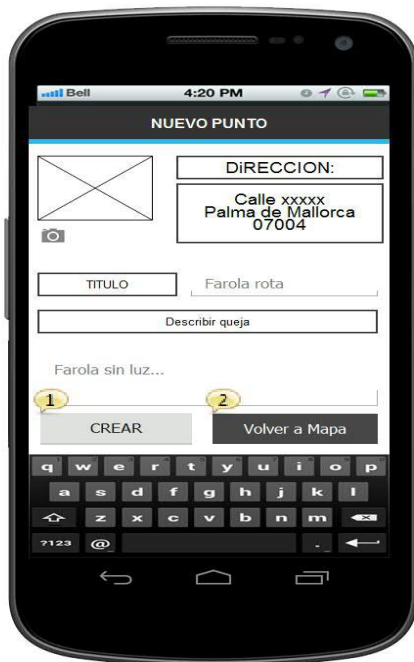 Bell 4:20 PM
NUEVO PUNTO
DiRECCION:
Calle xxxxx
Palma de Mallorca
07004
TITULO
Farola rota
Describir queja
Farola sin luz...
1
2
CREAR
Volver a Mapa
q w e r t y u i o p
a s d f g h j k l
z x c v b n m
?123 @ .